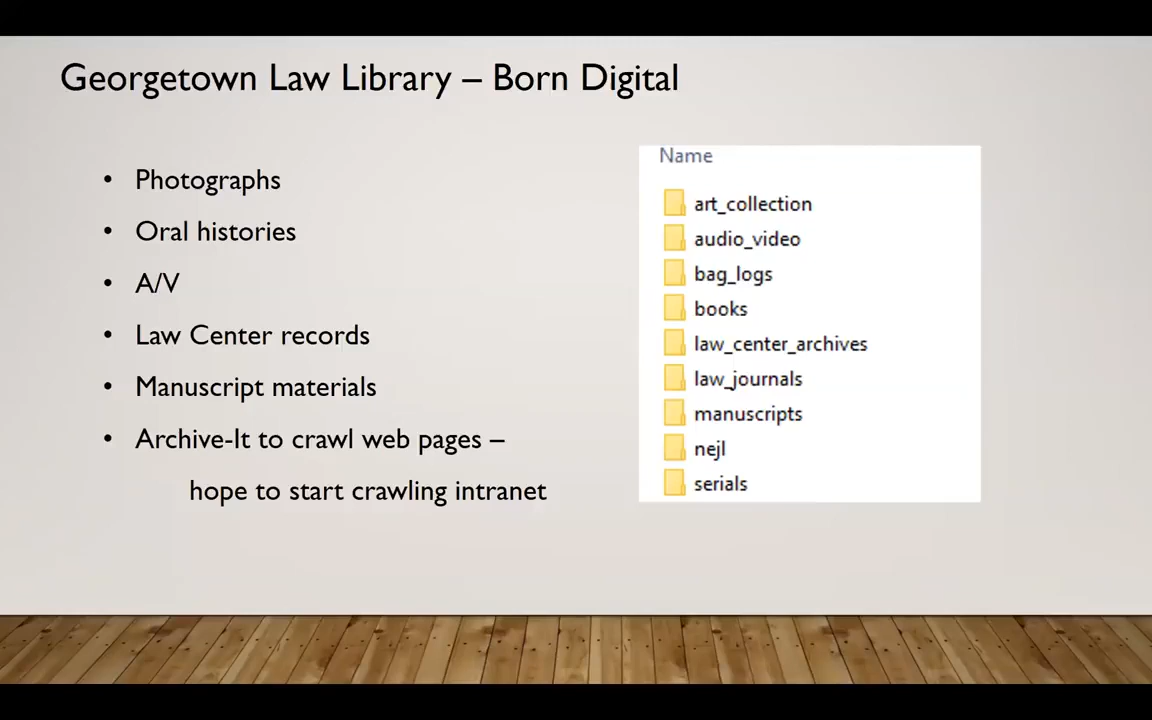 Georgetown Law Library – Born Digital
• Photographs
• Oral histories
• A/V
• Law Center records
• Manuscript materials
• Archive-It to crawl web pages –
hope to start crawling intranet
Name
art_collection
audio_video
bag_logs
books
law_center_archives
law_journals
manuscripts
nejl
serials